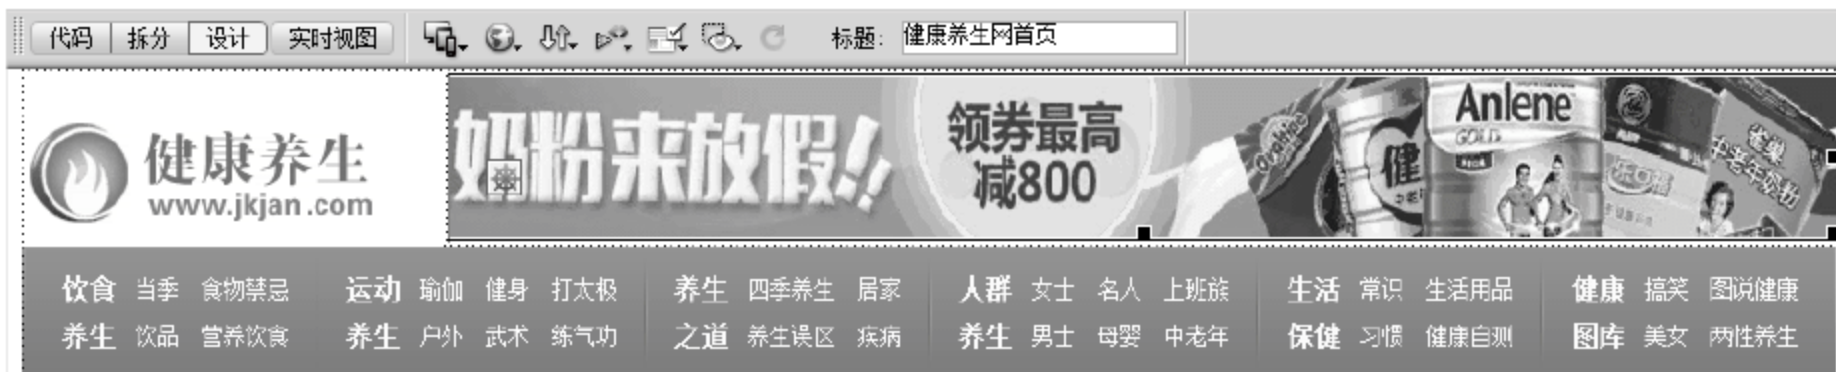 代码 拆分 设计 实时视图 标题: 健康养生网首页
健康养生
www.jkjan.com
奶粉来放假!!
领券最高
减800
Anlene
GOLD
健
中老年奶粉
饮食 当季 食物禁忌 运动 瑜伽 健身 打太极 养生 四季养生 居家 人群 女士 名人 上班族 生活 常识 生活用品 健康 搞笑 图说健康
养生 饮品 营养饮食 养生 户外 武术 练气功 之道 养生误区 疾病 养生 男士 母婴 中老年 保健 习惯 健康自测 图库 美女 两性养生